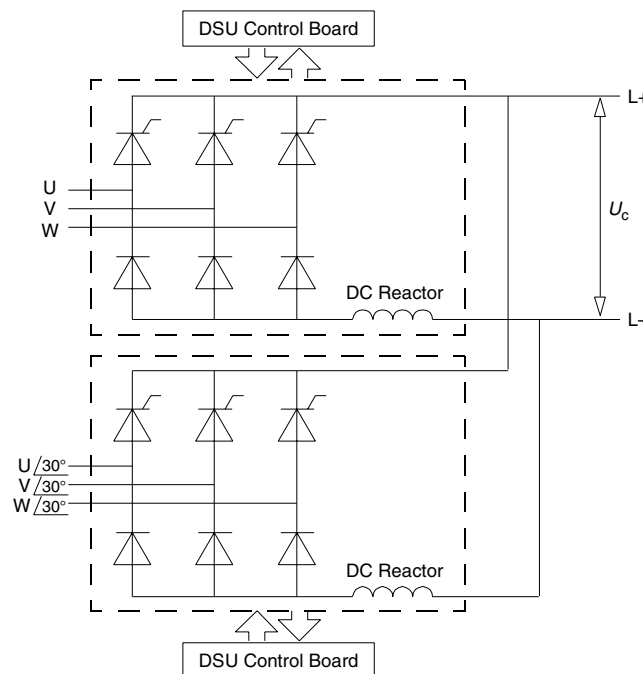 DSU Control Board
L+
U
V
W
Uc
DC Reactor
L–
U/30°
V/30°
W/30°
DC Reactor
DSU Control Board